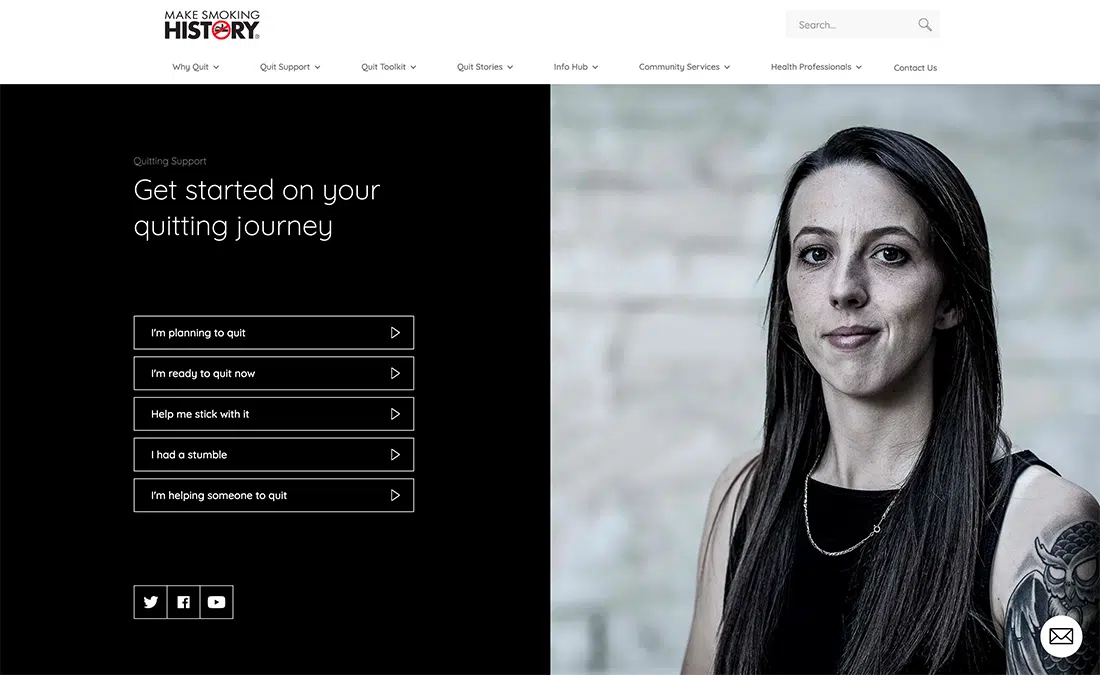 MAKE SMOKING
HISTORY®
Search...
Why Quit
Quit Support
Quit Toolkit
Quit Stories
Info Hub
Community Services
Health Professionals
Contact Us
Quitting Support
Get started on your
quitting journey
I'm planning to quit
I'm ready to quit now
Help me stick with it
I had a stumble
I'm helping someone to quit